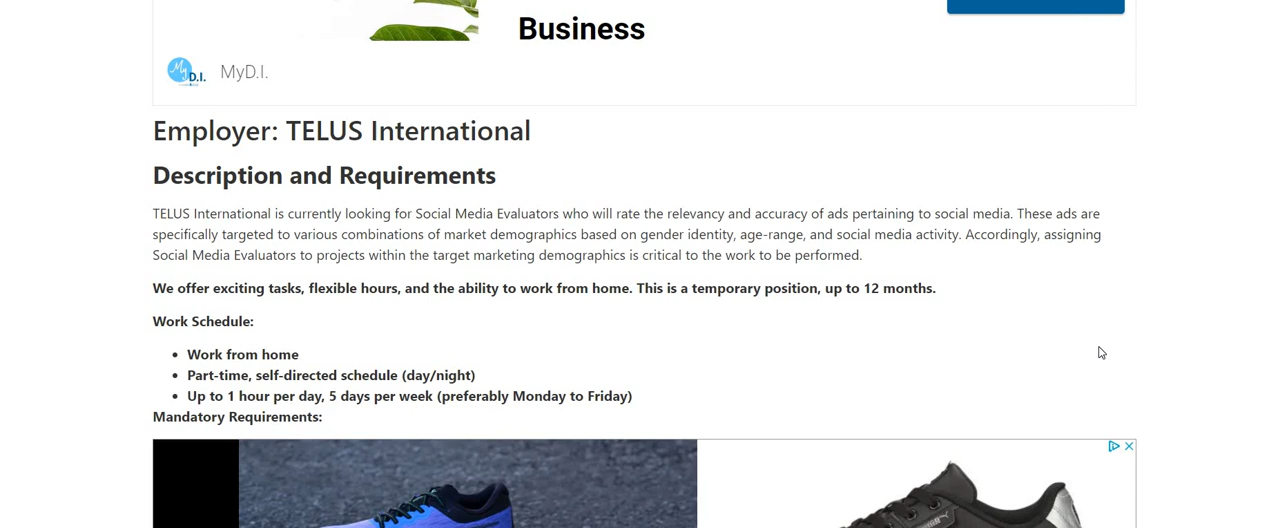 Business
My D.I.
MyD.I.
Employer: TELUS International
Description and Requirements
TELUS International is currently looking for Social Media Evaluators who will rate the relevancy and accuracy of ads pertaining to social media. These ads are
specifically targeted to various combinations of market demographics based on gender identity, age-range, and social media activity. Accordingly, assigning
Social Media Evaluators to projects within the target marketing demographics is critical to the work to be performed.
We offer exciting tasks, flexible hours, and the ability to work from home. This is a temporary position, up to 12 months.
Work Schedule:
• Work from home
• Part-time, self-directed schedule (day/night)
• Up to 1 hour per day, 5 days per week (preferably Monday to Friday)
Mandatory Requirements: